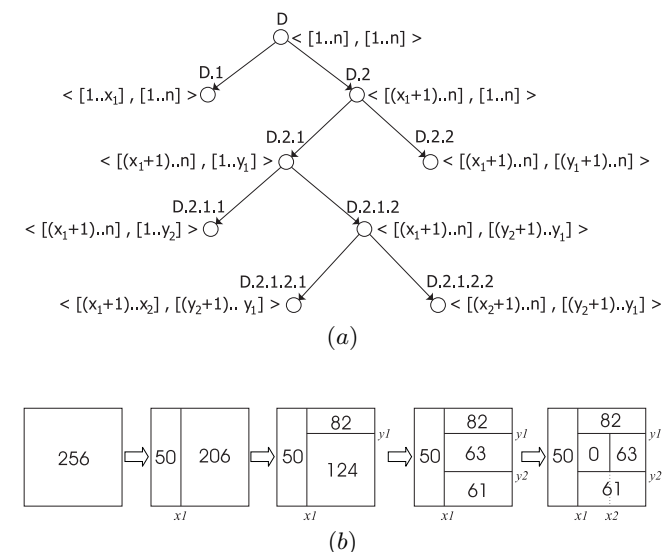 D
< [1..n] , [1..n] >
D.1
D.2
< [1..x₁] , [1..n] >
< [(x₁+1)..n] , [1..n] >
D.2.1
D.2.2
< [(x₁+1)..n] , [1..y₁] >
< [(x₁+1)..n] , [(y₁+1)..n] >
D.2.1.1
D.2.1.2
< [(x₁+1)..n] , [1..y₂] >
< [(x₁+1)..n] , [(y₂+1)..y₁] >
D.2.1.2.1
D.2.1.2.2
< [(x₁+1)..x₂] , [(y₂+1).. y₁] >
< [(x₂+1)..n] , [(y₂+1)..y₁] >
(a)
256
50 206
x1
82
y1
50
124
x1
82
y1
50
63
y2
61
x1
82
y1
50 0 63
y2
61
x1 x2
(b)